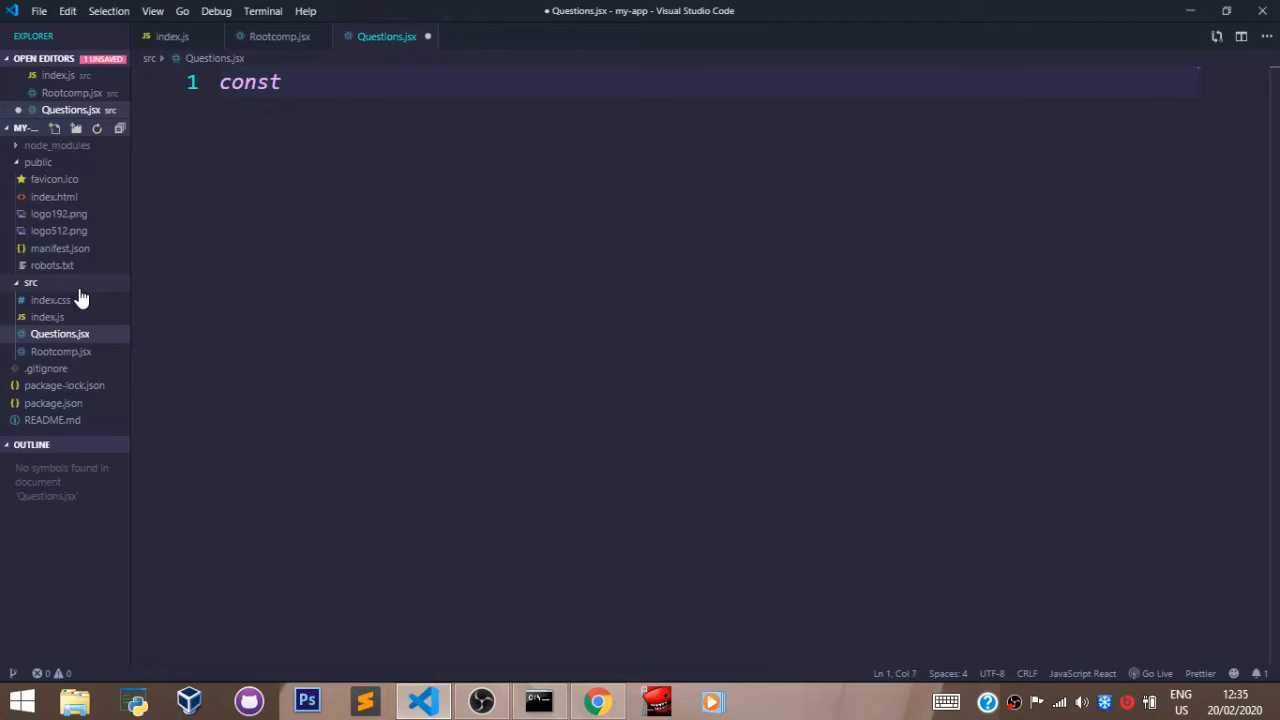 File Edit Selection View Go Debug Terminal Help
● Questions.jsx - my-app - Visual Studio Code
EXPLORER
index.js
Rootcomp.jsx
Questions.jsx
OPEN EDITORS 1 UNSAVED
src > Questions.jsx
index.js src
1 const
Rootcomp.jsx src
Questions.jsx src
MY-...
node_modules
public
favicon.ico
index.html
logo192.png
logo512.png
manifest.json
robots.txt
src
index.css
index.js
Questions.jsx
Rootcomp.jsx
.gitignore
package-lock.json
package.json
README.md
OUTLINE
No symbols found in
document
'Questions.jsx'
0 0
Ln 1, Col 7 Spaces: 4 UTF-8 CRLF JavaScript React Go Live Prettier 1
Ps
ENG
US
12:35
20/02/2020